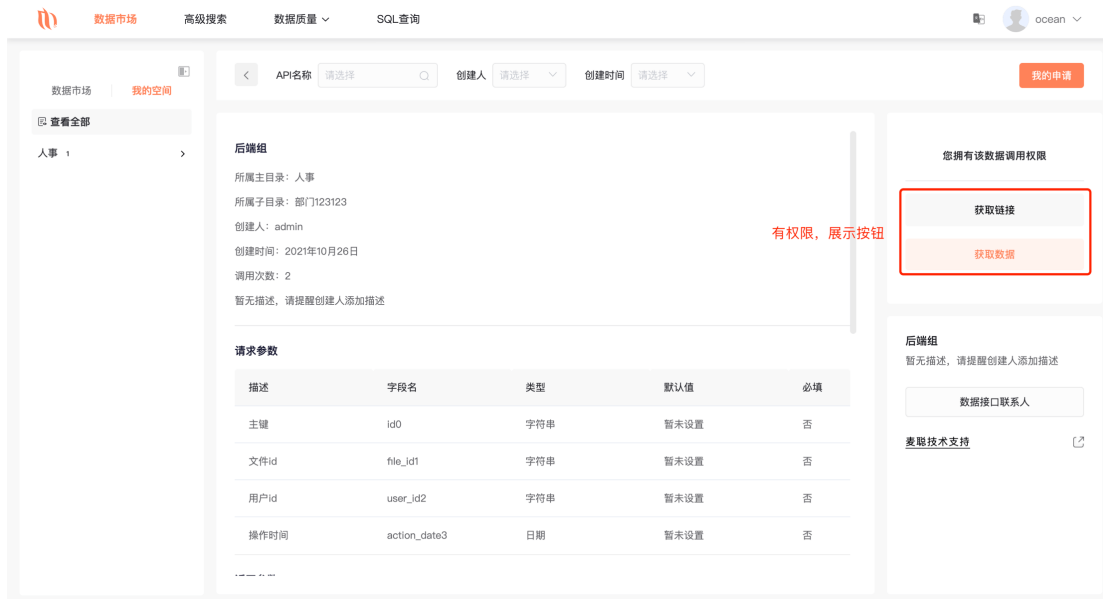 数据市场 高级搜索 数据质量 SQL查询 ocean
数据市场 我的空间
查看全部
人事 1
API名称 请选择 创建人 请选择 创建时间 请选择 我的申请
后端组
所属主目录：人事
所属子目录：部门123123
创建人：admin
创建时间：2021年10月26日
调用次数：2
暂无描述，请提醒创建人添加描述
请求参数
描述 字段名 类型 默认值 必填
主键 id0 字符串 暂未设置 否
文件id file_id1 字符串 暂未设置 否
用户id user_id2 字符串 暂未设置 否
操作时间 action_date3 日期 暂未设置 否
您拥有该数据调用权限
有权限，展示按钮
获取链接
获取数据
后端组
暂无描述，请提醒创建人添加描述
数据接口联系人
麦聪技术支持